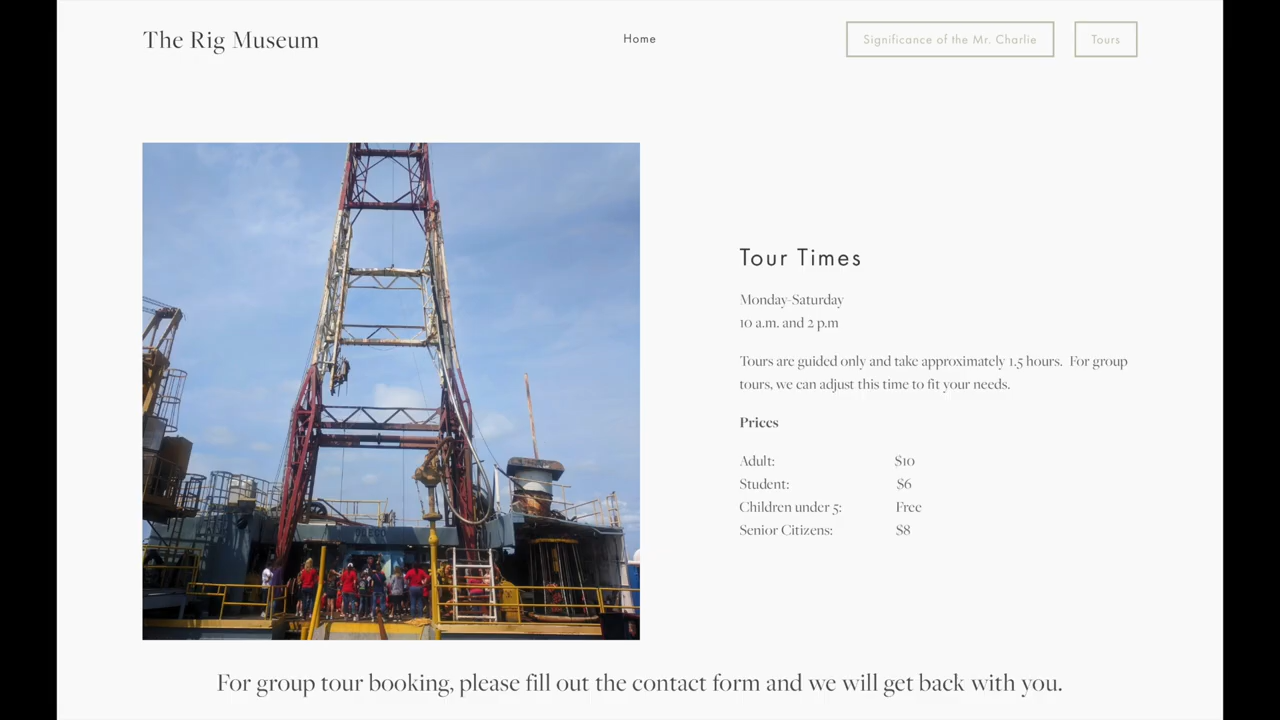 The Rig Museum
Home
Significance of the Mr. Charlie
Tours
Tour Times
Monday-Saturday
10 a.m. and 2 p.m
Tours are guided only and take approximately 1.5 hours.  For group
tours, we can adjust this time to fit your needs.
Prices
Adult: $10
Student: $6
Children under 5: Free
Senior Citizens: $8
For group tour booking, please fill out the contact form and we will get back with you.